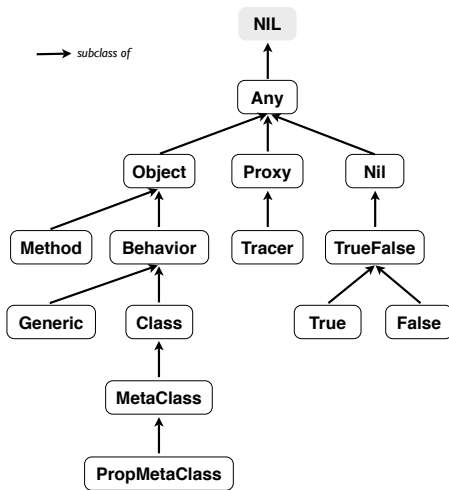 NIL
subclass of
Any
Object
Proxy
Nil
Method
Behavior
Tracer
TrueFalse
Generic
Class
True
False
MetaClass
PropMetaClass